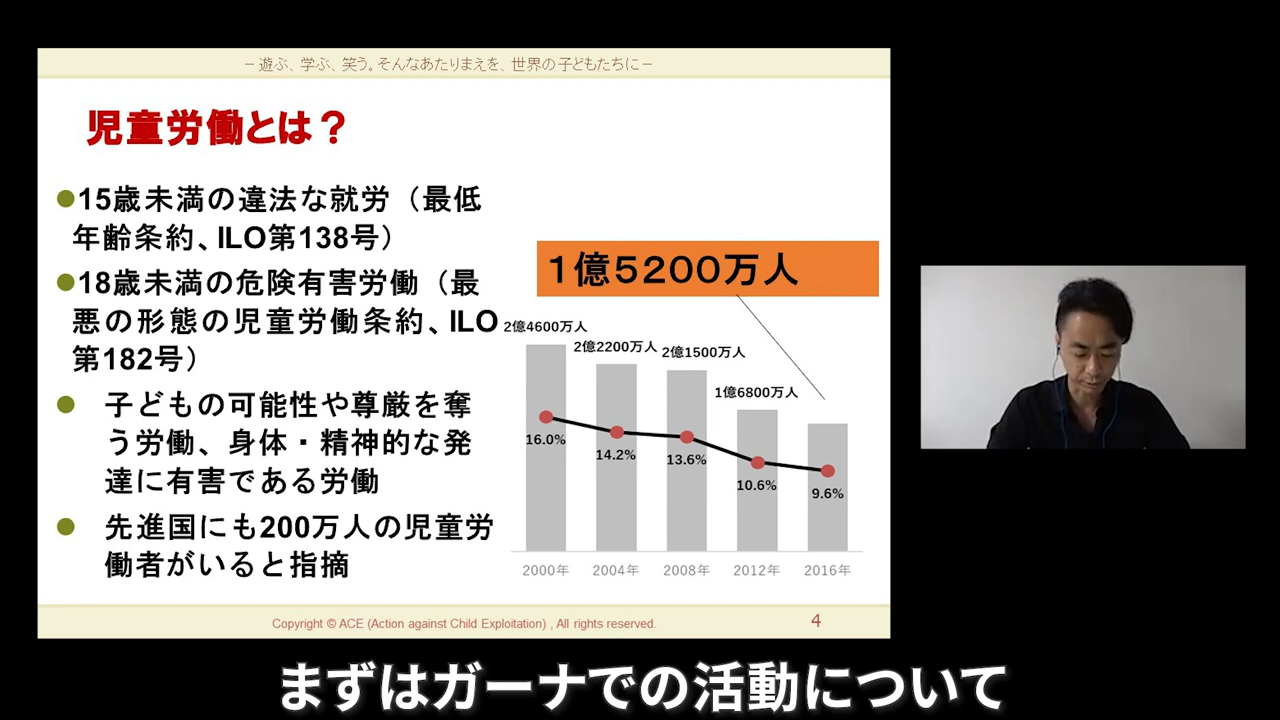 －遊ぶ、学ぶ、笑う。そんなあたりまえを、世界の子どもたちに－
児童労働とは？
●15歳未満の違法な就労（最低
年齢条約、ILO第138号）
●18歳未満の危険有害労働（最
悪の形態の児童労働条約、ILO
第182号）
● 子どもの可能性や尊厳を奪
う労働、身体・精神的な発
達に有害である労働
● 先進国にも200万人の児童労
働者がいると指摘
１億５２００万人
2億4600万人
2億2200万人
2億1500万人
1億6800万人
16.0%
14.2%
13.6%
10.6%
9.6%
2000年
2004年
2008年
2012年
2016年
Copyright © ACE (Action against Child Exploitation) , All rights reserved.
4
まずはガーナでの活動について